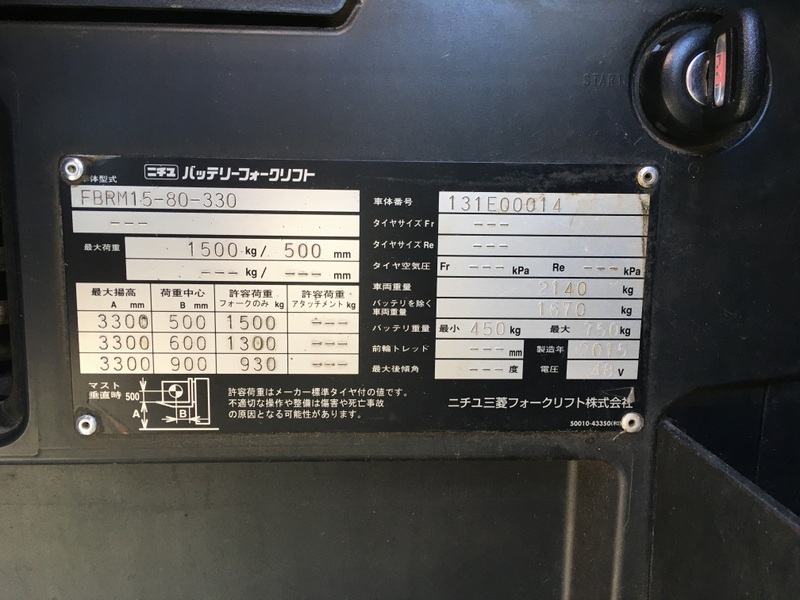 START
ニチユ バッテリーフォークリフト
体型式
FBRM15-80-330
---
最大荷重 1500 kg/ 500 mm
--- kg/ --- mm
最大揚高 A mm 荷重中心 B mm 許容荷重 フォークのみ kg 許容荷重 アタッチメント kg
3300 500 1500 ---
3300 600 1300 ---
3300 900 930 ---
マスト
垂直時 500
A
B
許容荷重はメーカー標準タイヤ付の値です。
不適切な操作や整備は傷害や死亡事故
の原因となる可能性があります。
車体番号 131E00014
タイヤサイズ Fr ---
タイヤサイズ Re ---
タイヤ空気圧 Fr --- kPa Re --- kPa
車両重量 2140 kg
バッテリを除く
車両重量 kg
バッテリ重量 最小 450 kg 最大 750 kg
前輪トレッド --- mm 製造年 2015
最大後傾角 --- 度 電圧 48 V
ニチユ三菱フォークリフト株式会社
50010-43350